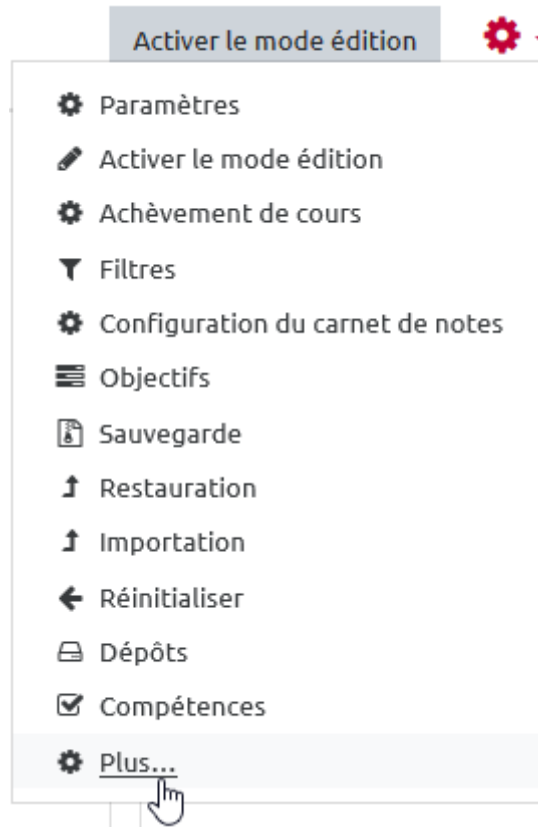 Activer le mode édition
Paramètres
Activer le mode édition
Achèvement de cours
Filtres
Configuration du carnet de notes
Objectifs
Sauvegarde
Restauration
Importation
Réinitialiser
Dépôts
Compétences
Plus...